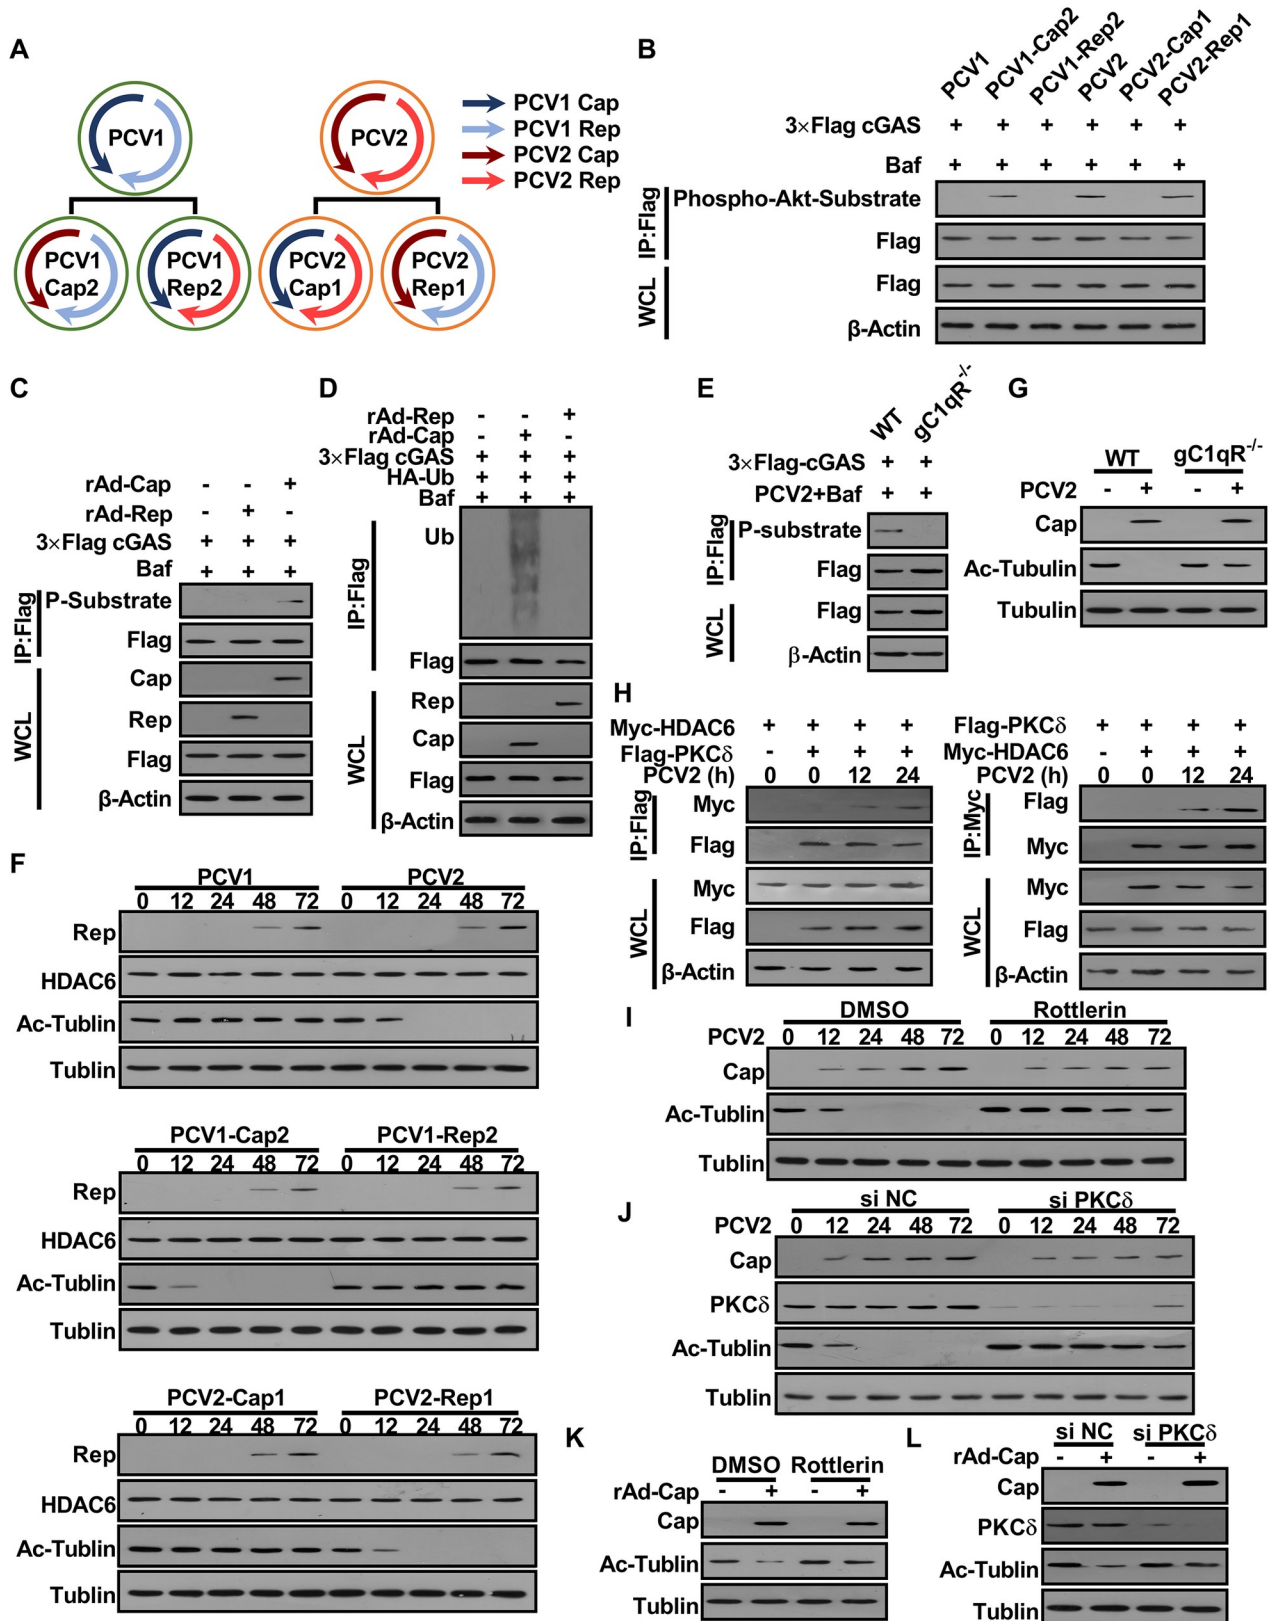 A
PCV1
PCV2
PCV1 Cap
PCV1 Rep
PCV2 Cap
PCV2 Rep
PCV1 Cap2
PCV1 Rep2
PCV2 Cap1
PCV2 Rep1
B
PCV1 PCV1-Cap2 PCV1-Rep2 PCV2 PCV2-Cap1 PCV2-Rep1
3×Flag cGAS + + + + + +
Baf + + + + + +
IP:Flag
Phospho-Akt-Substrate
Flag
WCL
Flag
β-Actin
C
rAd-Cap - - +
rAd-Rep - + -
3×Flag cGAS + + +
Baf + + +
IP:Flag
P-Substrate
Flag
WCL
Cap
Rep
Flag
β-Actin
D
rAd-Rep - - +
rAd-Cap - + -
3×Flag cGAS + + +
HA-Ub + + +
Baf + + +
IP:Flag
Ub
Flag
WCL
Rep
Cap
Flag
β-Actin
E
WT gC1qR-/-
3×Flag-cGAS + +
PCV2+Baf + +
IP:Flag
P-substrate
Flag
WCL
Flag
β-Actin
G
WT gC1qR-/-
PCV2 - + - +
Cap
Ac-Tubulin
Tubulin
H
Myc-HDAC6 + + + +
Flag-PKCδ - + + +
PCV2 (h) 0 0 12 24
IP:Flag
Myc
Flag
WCL
Myc
Flag
β-Actin
Flag-PKCδ + + + +
Myc-HDAC6 - + + +
PCV2 (h) 0 0 12 24
IP:Myc
Flag
Myc
WCL
Myc
Flag
β-Actin
F
PCV1 PCV2
0 12 24 48 72 0 12 24 48 72
Rep
HDAC6
Ac-Tublin
Tublin
PCV1-Cap2 PCV1-Rep2
0 12 24 48 72 0 12 24 48 72
Rep
HDAC6
Ac-Tublin
Tublin
PCV2-Cap1 PCV2-Rep1
0 12 24 48 72 0 12 24 48 72
Rep
HDAC6
Ac-Tublin
Tublin
I
DMSO Rottlerin
PCV2 0 12 24 48 72 0 12 24 48 72
Cap
Ac-Tublin
Tublin
J
si NC si PKCδ
PCV2 0 12 24 48 72 0 12 24 48 72
Cap
PKCδ
Ac-Tublin
Tublin
K
DMSO Rottlerin
rAd-Cap - + - +
Cap
Ac-Tublin
Tublin
L
si NC si PKCδ
rAd-Cap - + - +
Cap
PKCδ
Ac-Tublin
Tublin